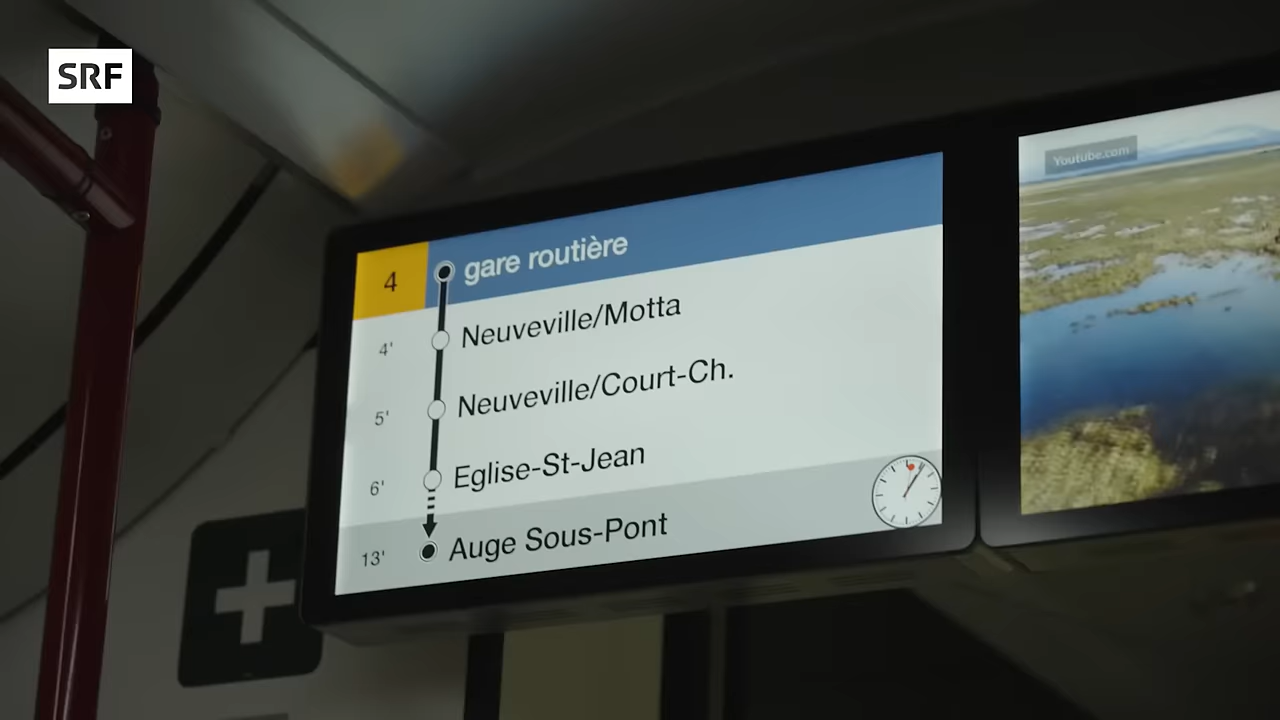 SRF
Youtube.com
4 gare routière
4' Neuveville/Motta
5' Neuveville/Court-Ch.
6' Eglise-St-Jean
13' Auge Sous-Pont